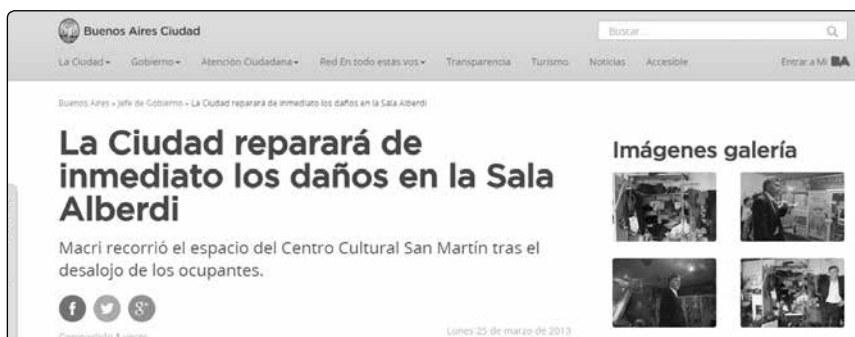 Buenos Aires Ciudad
Buscar...
La Ciudad Gobierno Atención Ciudadana Red En todo estas vos Transparencia Turismo Noticias Accesible Entrar a Mi BA
Buenos Aires » Jefe de Gobierno » La Ciudad reparará de inmediato los daños en la Sala Alberdi
La Ciudad reparará de
inmediato los daños en la Sala
Alberdi
Macri recorrió el espacio del Centro Cultural San Martín tras el
desalojo de los ocupantes.
Lunes 25 de marzo de 2013
Imágenes galería